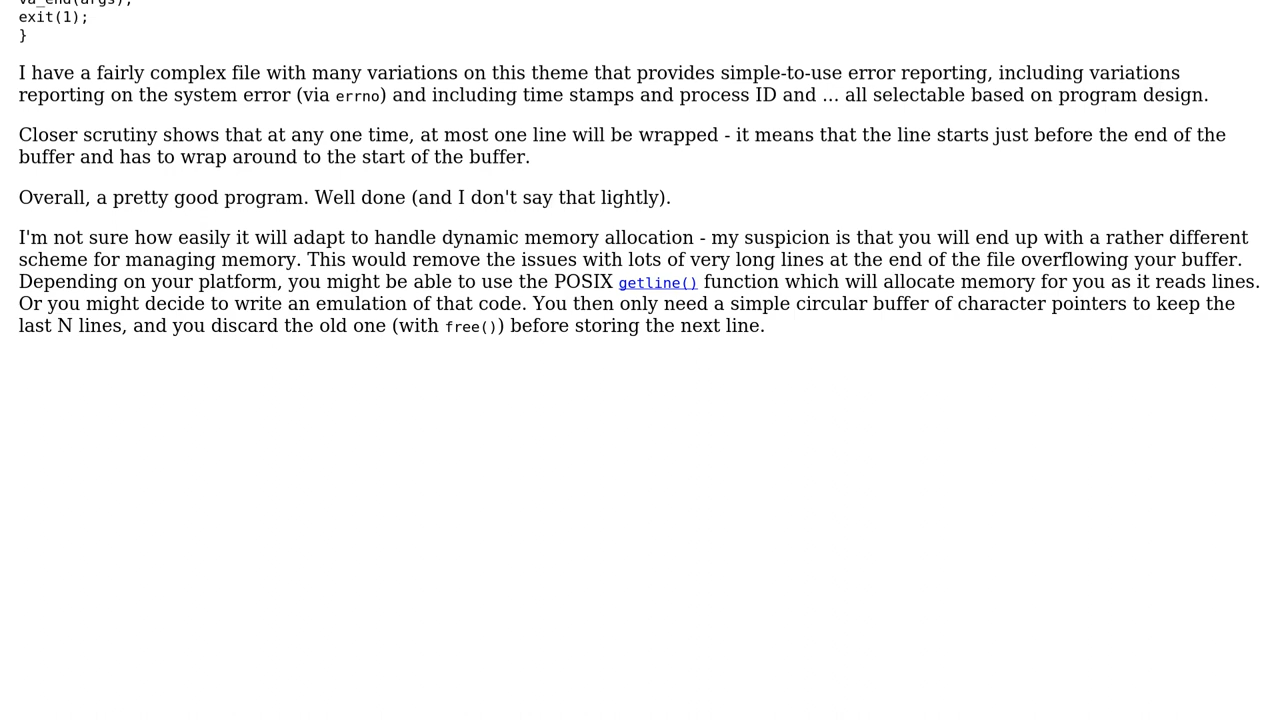 va_end(args);
exit(1);
}
I have a fairly complex file with many variations on this theme that provides simple-to-use error reporting, including variations
reporting on the system error (via errno) and including time stamps and process ID and ... all selectable based on program design.
Closer scrutiny shows that at any one time, at most one line will be wrapped - it means that the line starts just before the end of the
buffer and has to wrap around to the start of the buffer.
Overall, a pretty good program. Well done (and I don't say that lightly).
I'm not sure how easily it will adapt to handle dynamic memory allocation - my suspicion is that you will end up with a rather different
scheme for managing memory. This would remove the issues with lots of very long lines at the end of the file overflowing your buffer.
Depending on your platform, you might be able to use the POSIX getline() function which will allocate memory for you as it reads lines.
Or you might decide to write an emulation of that code. You then only need a simple circular buffer of character pointers to keep the
last N lines, and you discard the old one (with free()) before storing the next line.